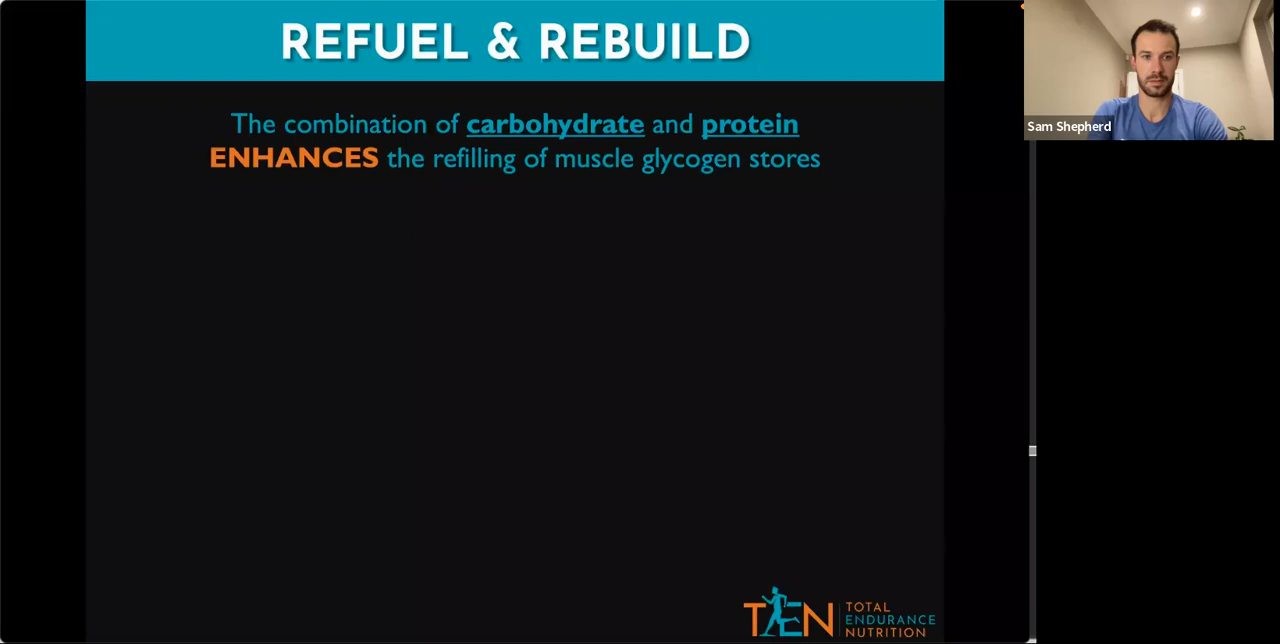 REFUEL & REBUILD
The combination of carbohydrate and protein
ENHANCES the refilling of muscle glycogen stores
Sam Shepherd
TEN
TOTAL
ENDURANCE
NUTRITION